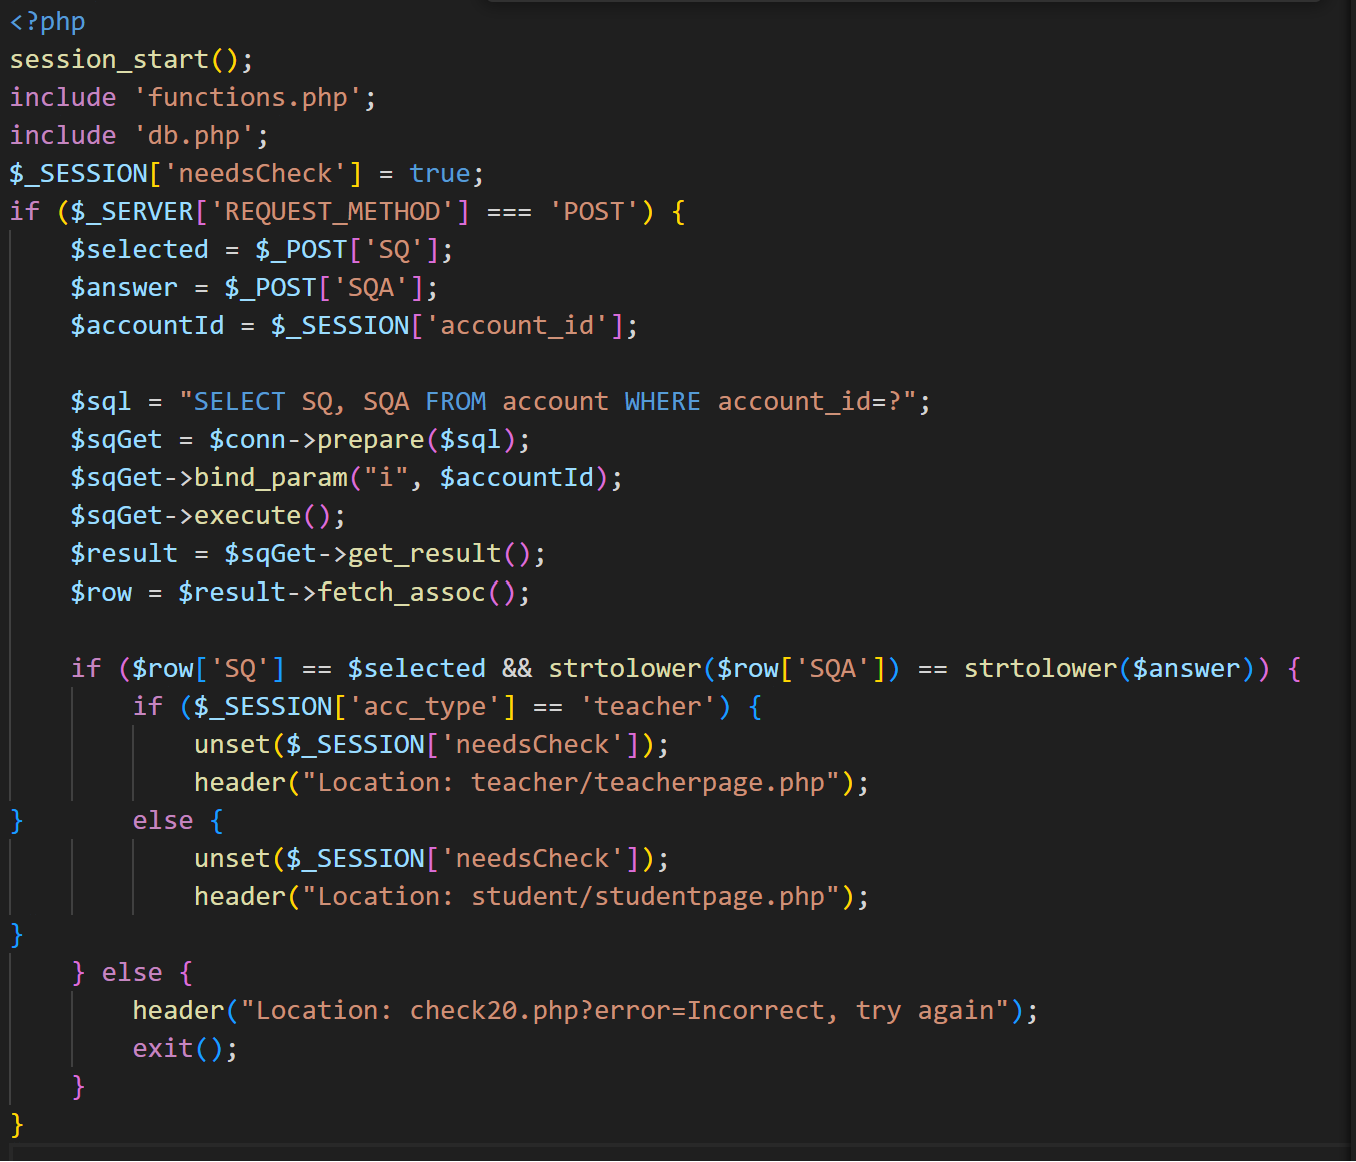 <?php
session_start();
include 'functions.php';
include 'db.php';
$_SESSION['needsCheck'] = true;
if ($_SERVER['REQUEST_METHOD'] === 'POST') {
    $selected = $_POST['SQ'];
    $answer = $_POST['SQA'];
    $accountId = $_SESSION['account_id'];

    $sql = "SELECT SQ, SQA FROM account WHERE account_id=?";
    $sqGet = $conn->prepare($sql);
    $sqGet->bind_param("i", $accountId);
    $sqGet->execute();
    $result = $sqGet->get_result();
    $row = $result->fetch_assoc();

    if ($row['SQ'] == $selected && strtolower($row['SQA']) == strtolower($answer)) {
        if ($_SESSION['acc_type'] == 'teacher') {
            unset($_SESSION['needsCheck']);
            header("Location: teacher/teacherpage.php");
}       else {
            unset($_SESSION['needsCheck']);
            header("Location: student/studentpage.php");
}
    } else {
        header("Location: check20.php?error=Incorrect, try again");
        exit();
    }
}